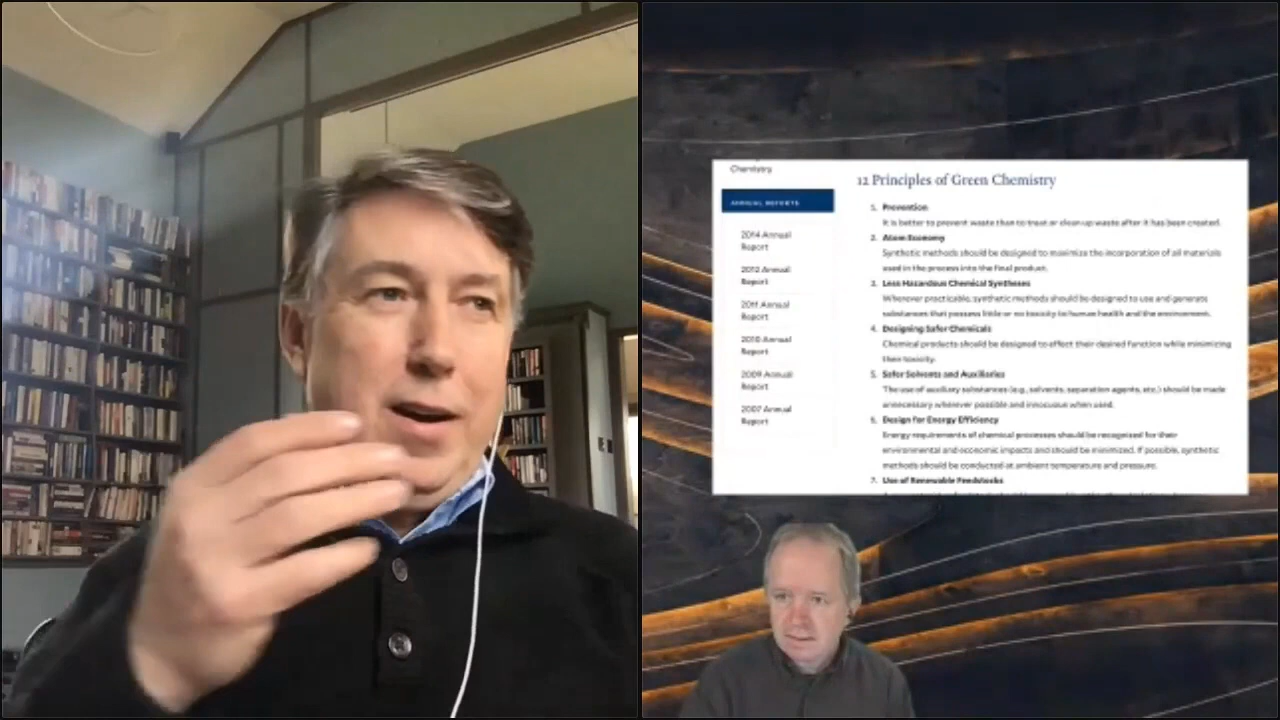 Chemistry
ANNUAL REPORTS
2014 Annual
Report
2012 Annual
Report
2011 Annual
Report
2010 Annual
Report
2009 Annual
Report
2007 Annual
Report
12 Principles of Green Chemistry
1. Prevention
It is better to prevent waste than to treat or clean up waste after it has been created.
2. Atom Economy
Synthetic methods should be designed to maximize the incorporation of all materials
used in the process into the final product.
3. Less Hazardous Chemical Syntheses
Wherever practicable, synthetic methods should be designed to use and generate
substances that possess little or no toxicity to human health and the environment.
4. Designing Safer Chemicals
Chemical products should be designed to affect their desired function while minimizing
their toxicity.
5. Safer Solvents and Auxiliaries
The use of auxiliary substances (e.g., solvents, separation agents, etc.) should be made
unnecessary wherever possible and innocuous when used.
6. Design for Energy Efficiency
Energy requirements of chemical processes should be recognized for their
environmental and economic impacts and should be minimized. If possible, synthetic
methods should be conducted at ambient temperature and pressure.
7. Use of Renewable Feedstocks